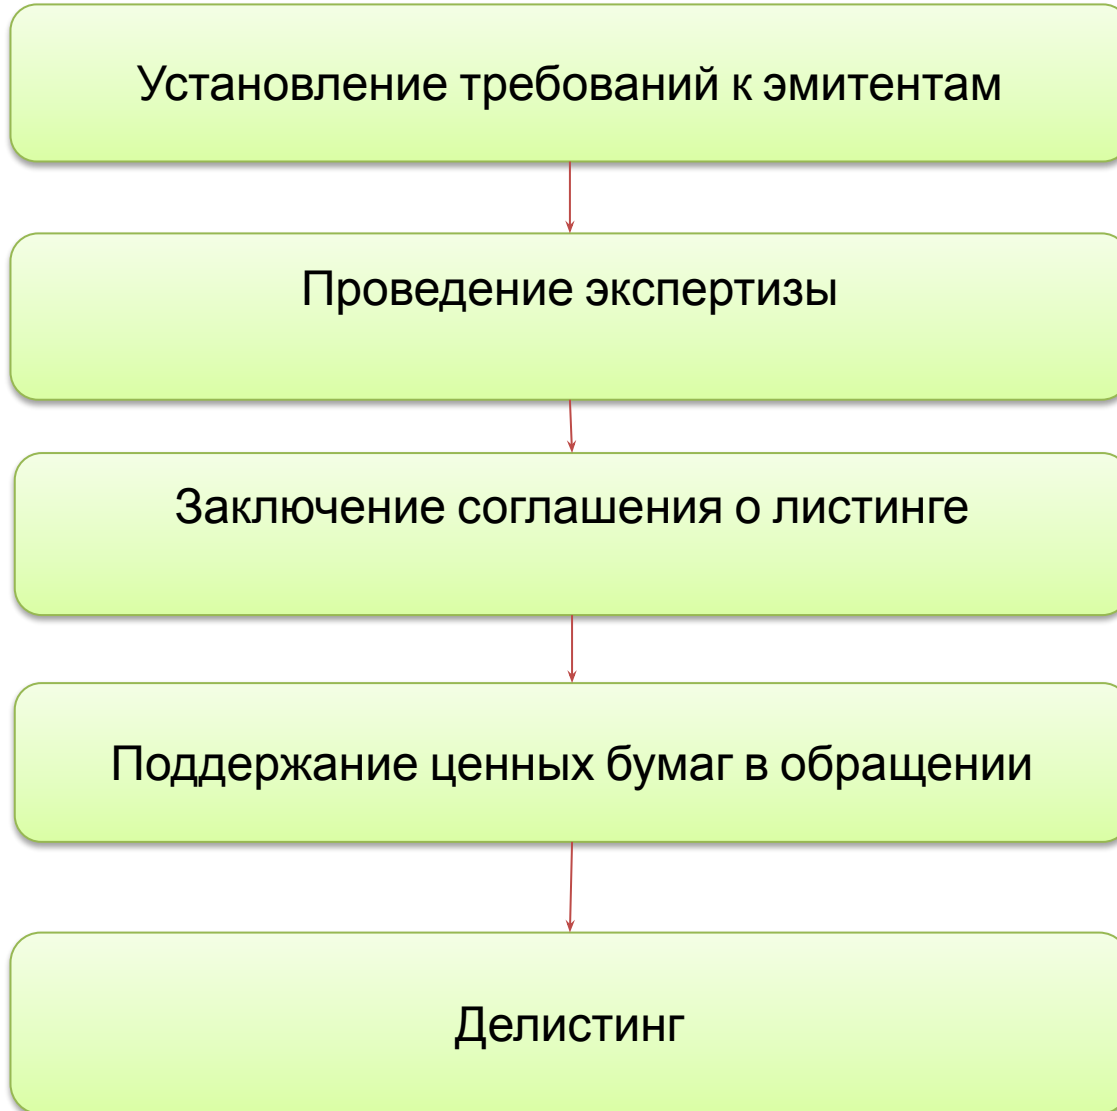 Установление требований к эмитентам
Проведение экспертизы
Заключение соглашения о листинге
Поддержание ценных бумаг в обращении
Делистинг